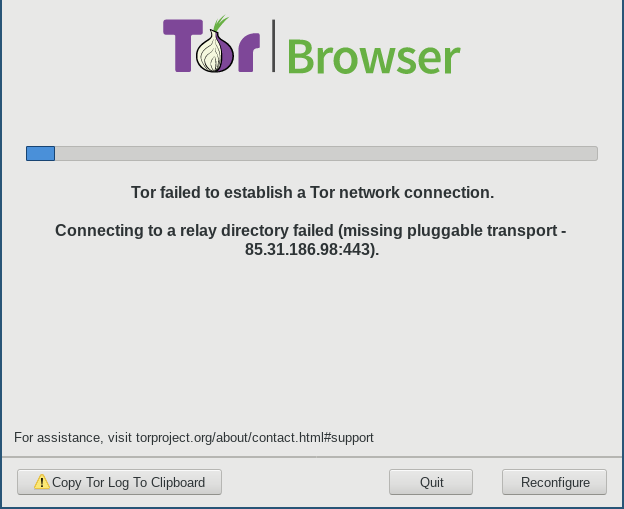 Tor Browser
Tor failed to establish a Tor network connection.
Connecting to a relay directory failed (missing pluggable transport -
85.31.186.98:443).
For assistance, visit torproject.org/about/contact.html#support
Copy Tor Log To Clipboard
Quit
Reconfigure